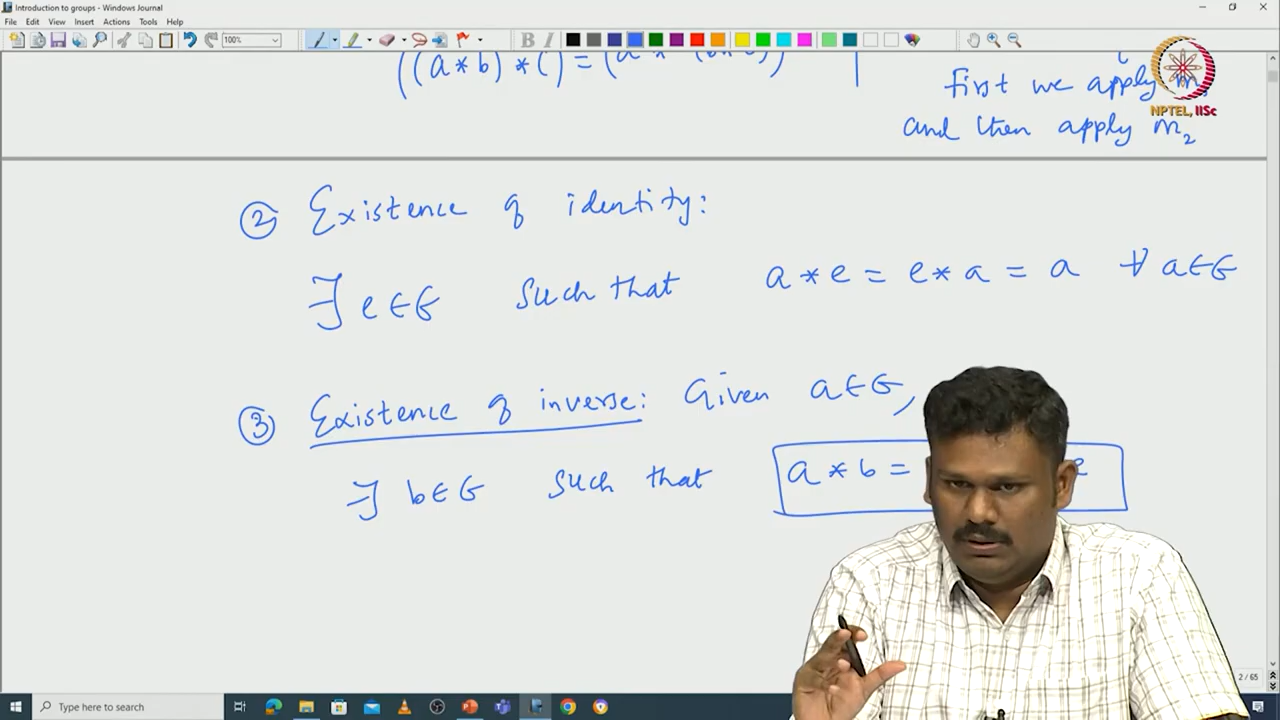 Introduction to groups - Windows Journal
File Edit View Insert Actions Tools Help
100%
B I
((a * b) *
first we apply m
and then apply m₂
NPTEL, IISc
② Existence of identity:
∃ e ∈ G such that a * e = e * a = a ∀ a ∈ G
③ Existence of inverse: Given a ∈ G,
∃ b ∈ G such that a * b = e
2 / 65
Type here to search